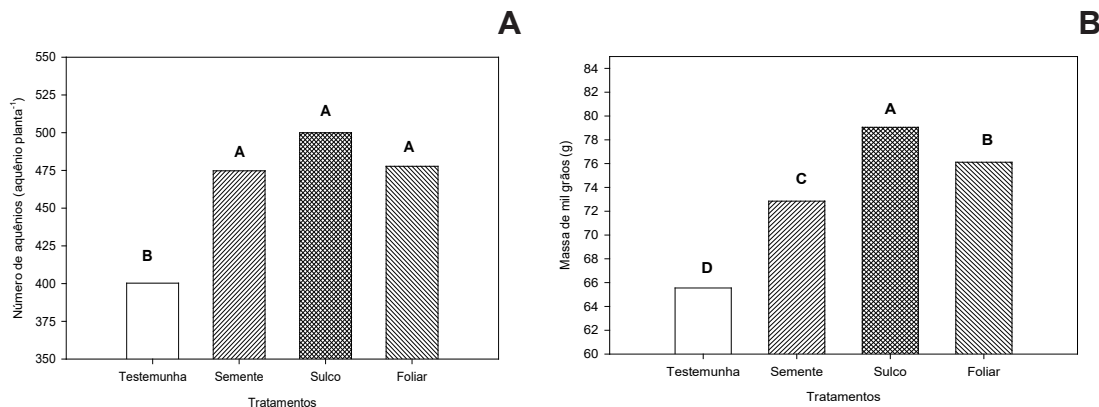 A
Número de aquênios (aquênio planta⁻¹)
550
525
500
475
450
425
400
375
350
B
A
A
A
Testemunha Semente Sulco Foliar
Tratamentos
B
Massa de mil grãos (g)
84
82
80
78
76
74
72
70
68
66
64
62
60
D
C
A
B
Testemunha Semente Sulco Foliar
Tratamentos